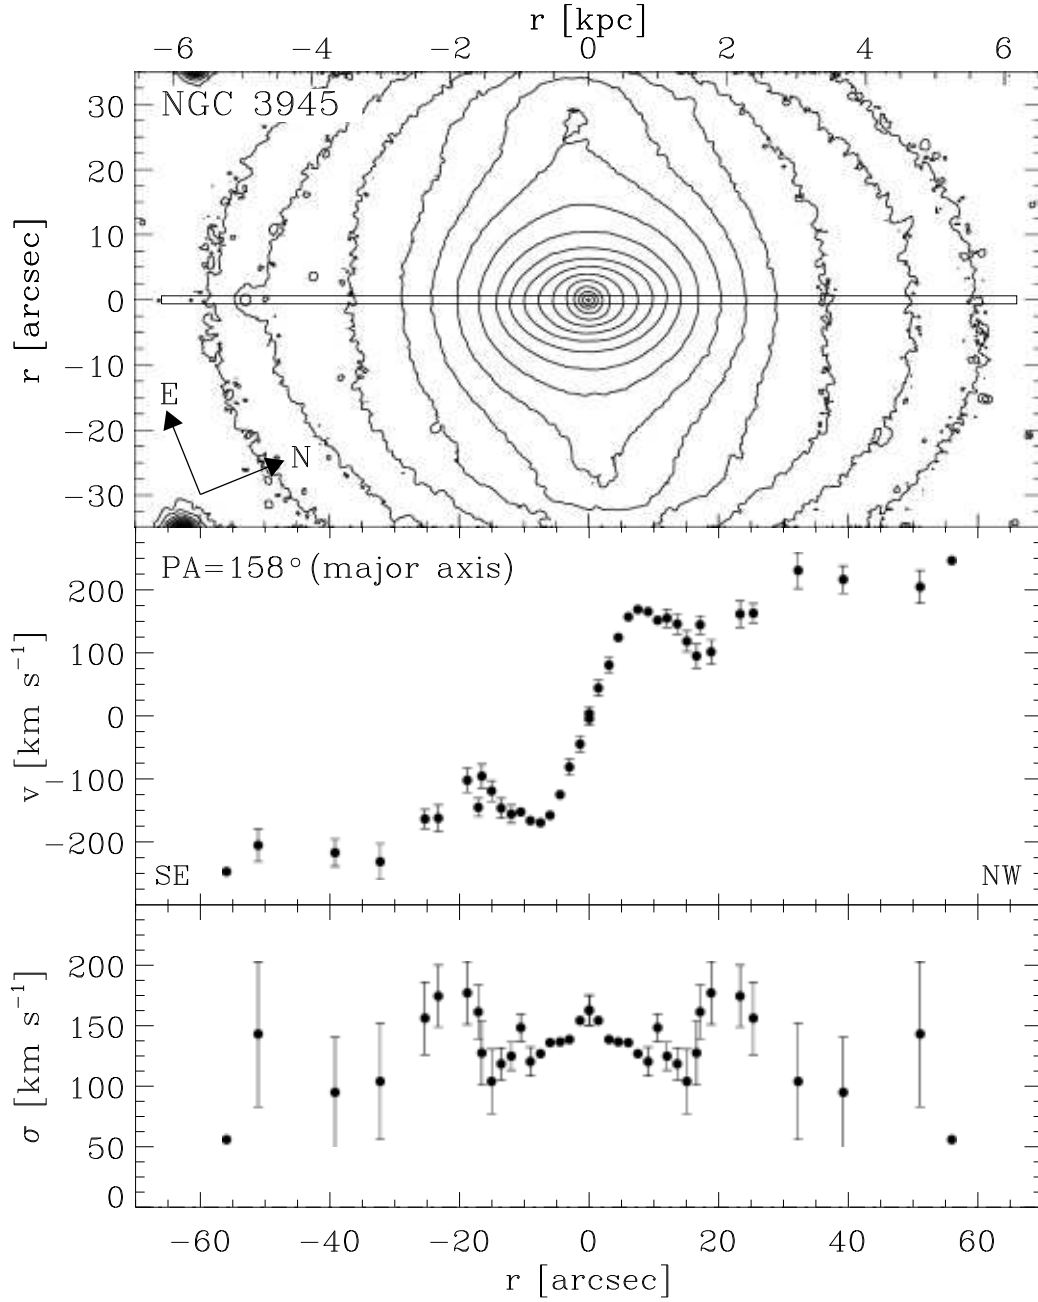 r [kpc]
−6 −4 −2 0 2 4 6
NGC 3945
30
20
10
0
−10
−20
−30
r [arcsec]
E
N
PA=158°(major axis)
200
100
0
−100
−200
v [km s⁻¹]
SE
NW
200
150
100
50
0
σ [km s⁻¹]
−60 −40 −20 0 20 40 60
r [arcsec]